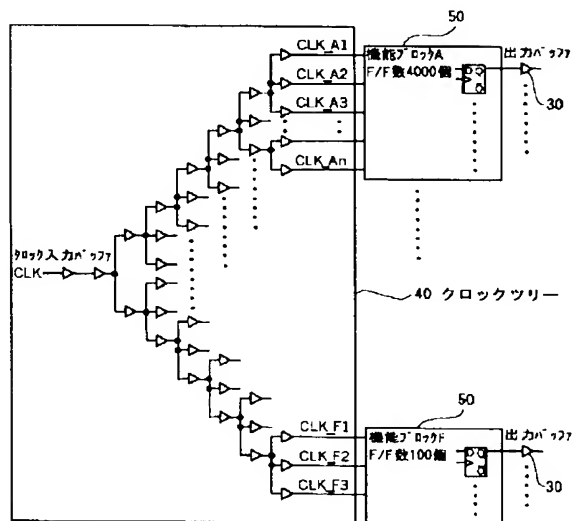 50
CLK_A1
機能ブロックA
F/F数4000個
出力バッファ
CLK_A2
CLK_A3
30
CLK_An
クロック入力バッファ
CLK
40 クロックツリー
50
CLK_F1
機能ブロックF
F/F数100個
出力バッファ
CLK_F2
CLK_F3
30